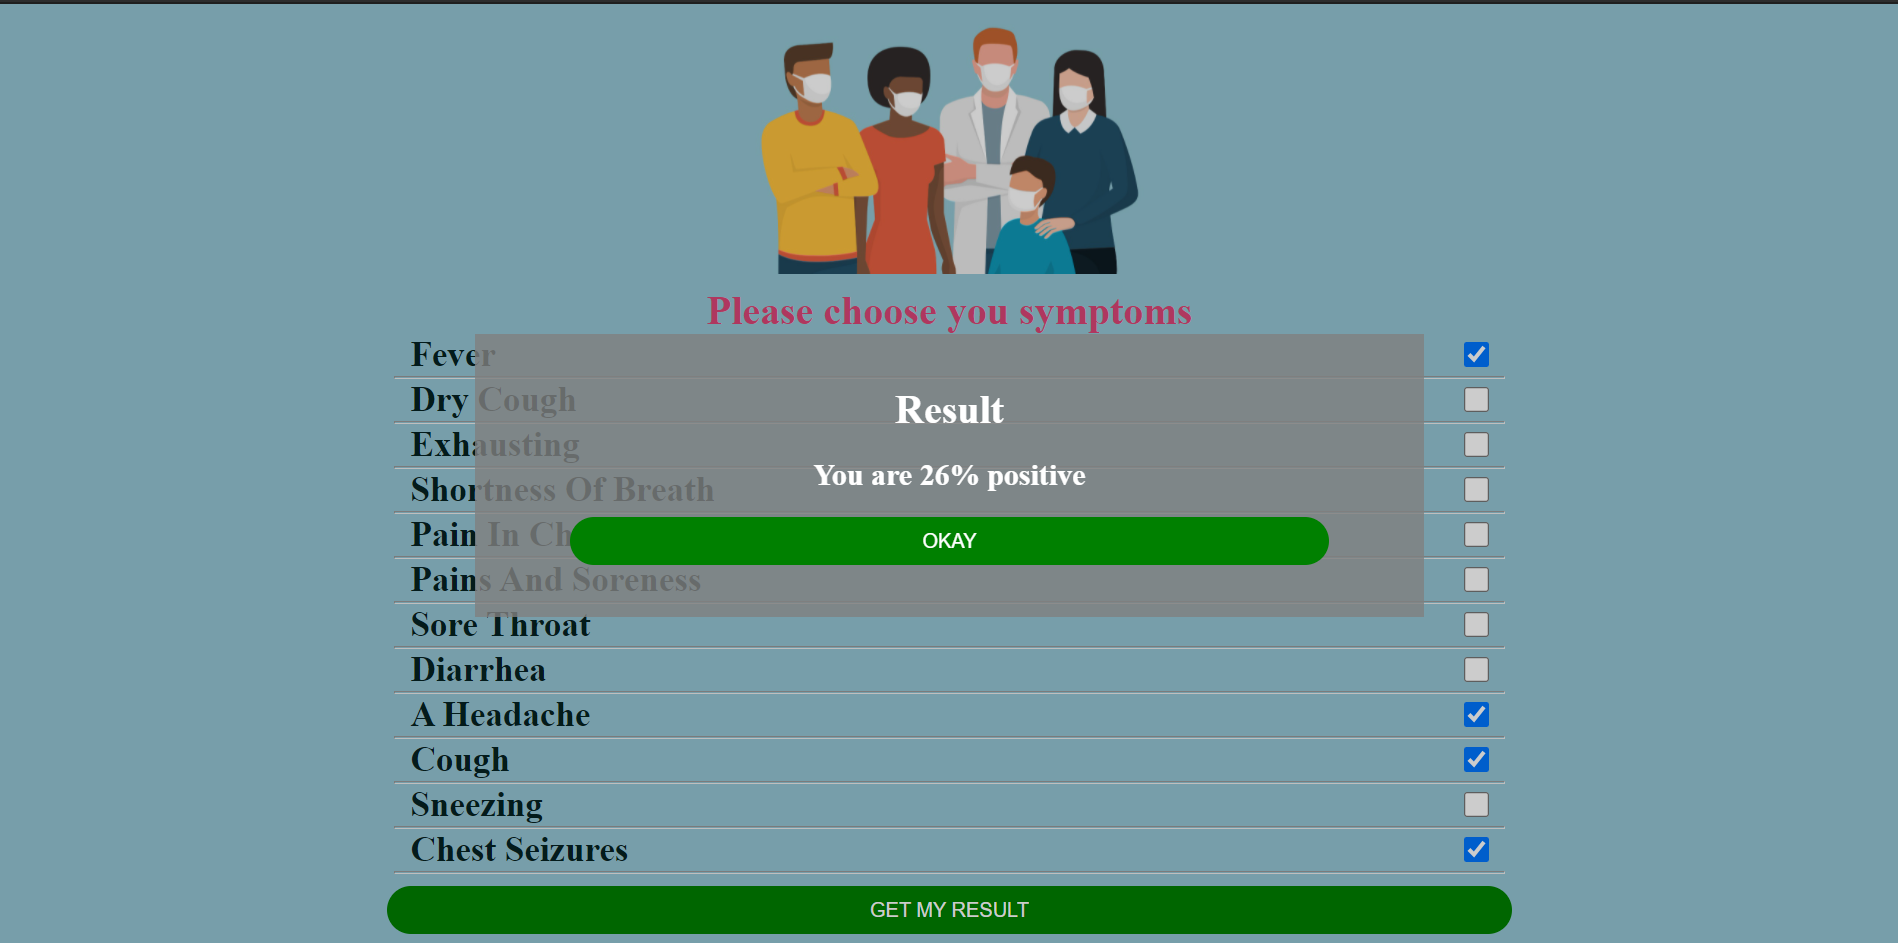 Please choose you symptoms
Fever
Result
Dry Cough
Exhausting
You are 26% positive
Shortness Of Breath
Pain In Ch
OKAY
Pains And Soreness
Sore Throat
Diarrhea
A Headache
Cough
Sneezing
Chest Seizures
GET MY RESULT